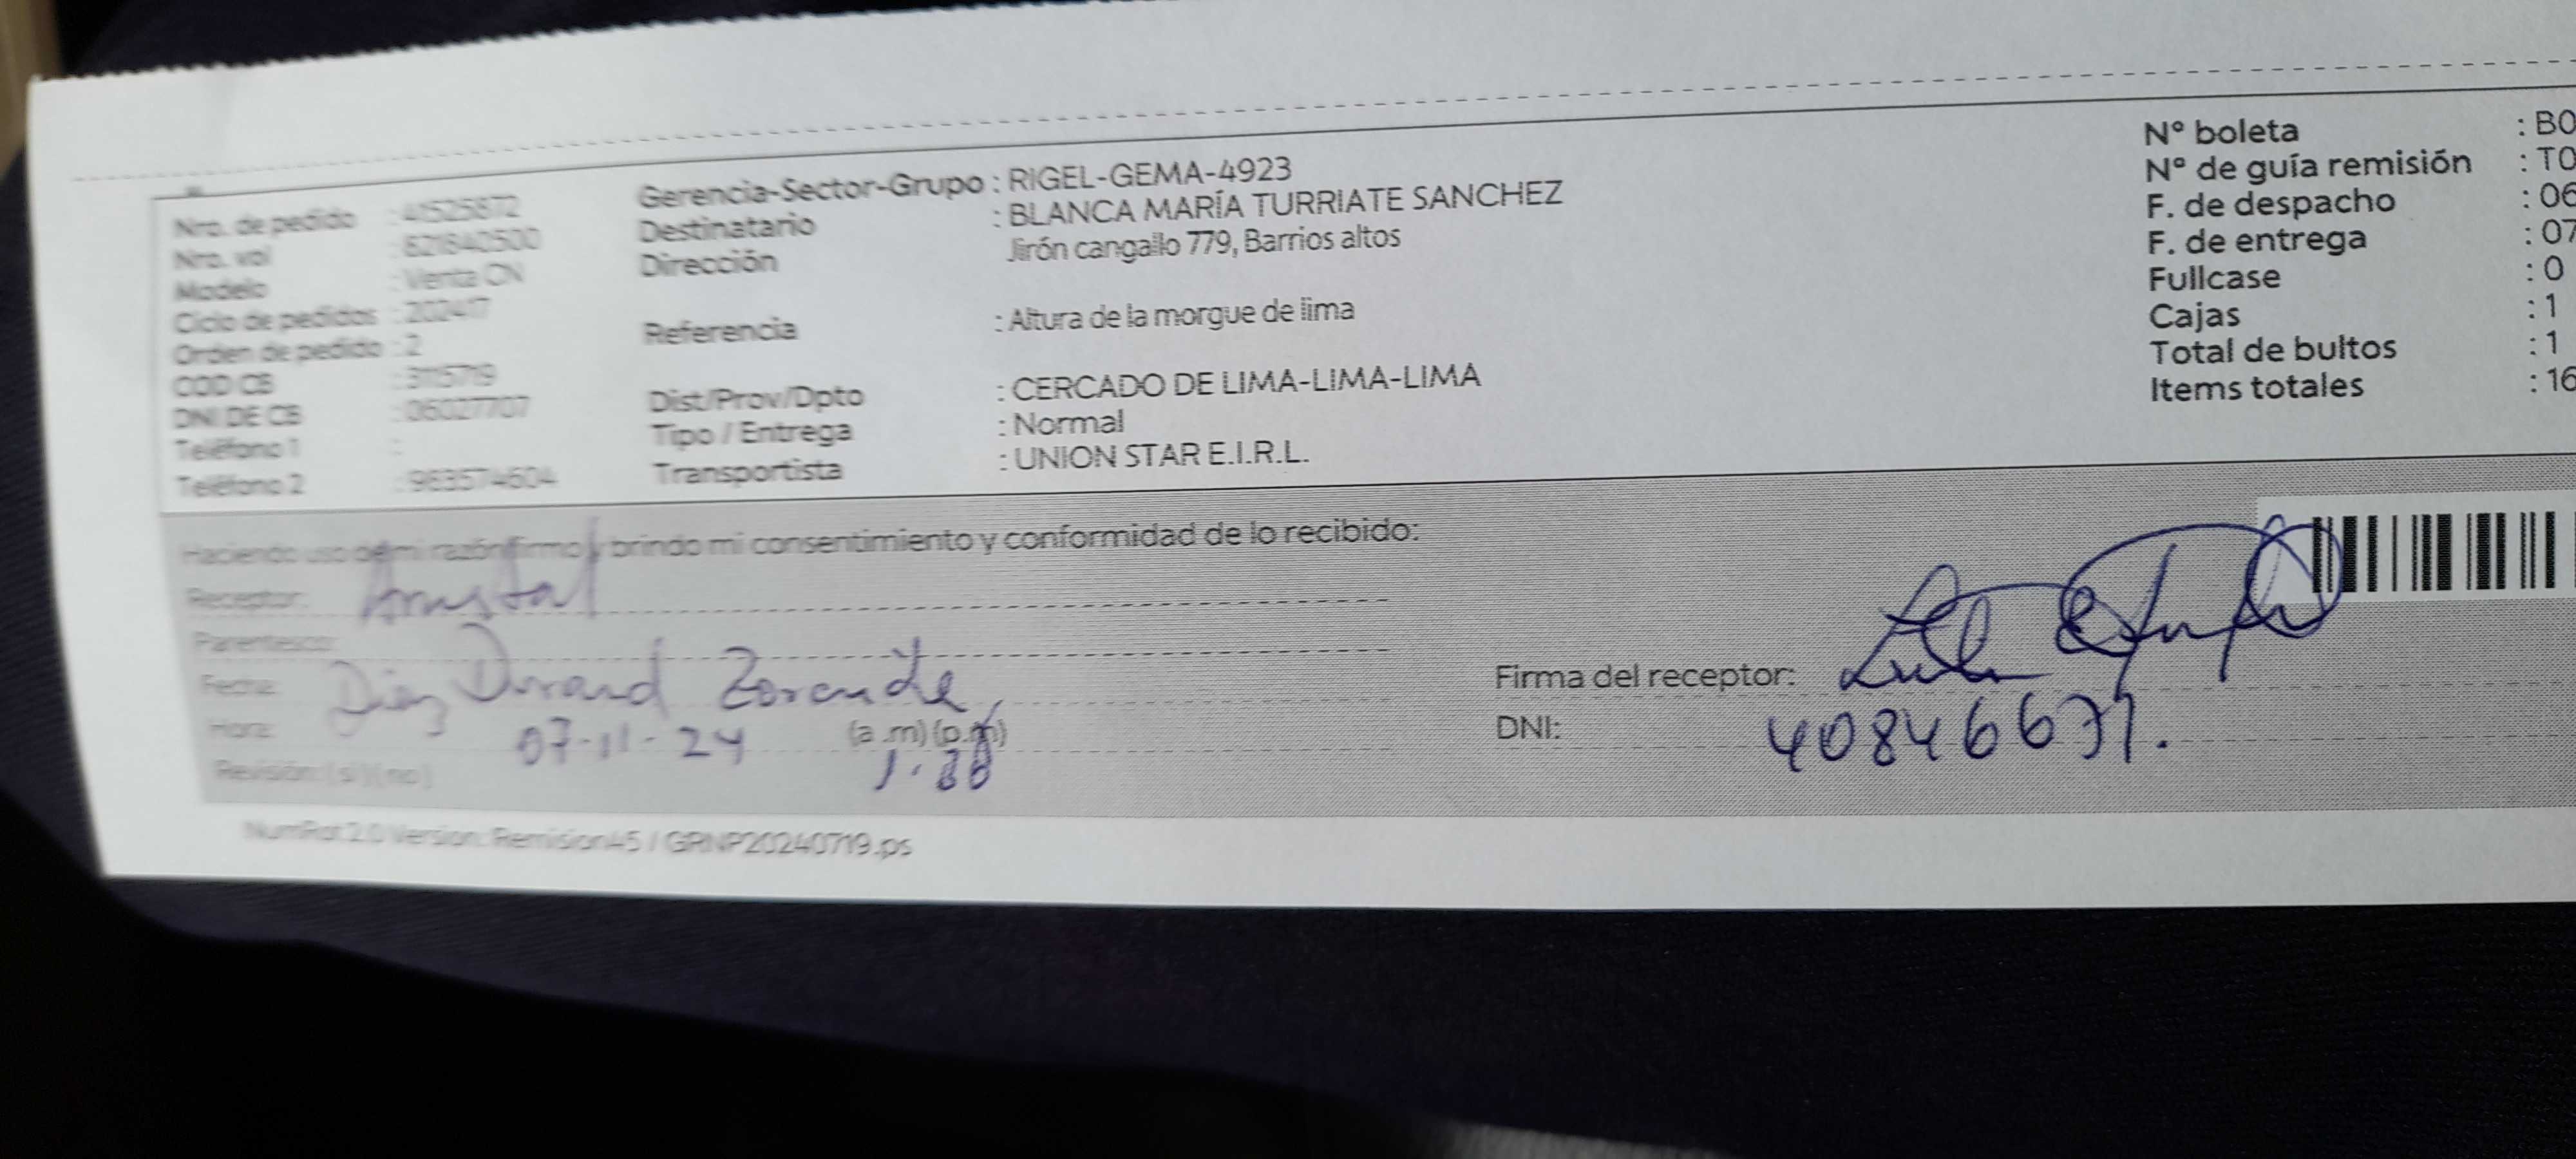 Nro. de pedido : 41525872
Nro. vol : 621840500
Modelo : Venta CN
Ciclo de pedidos : 202417
Orden de pedido : 2
COD CB : 3115719
DNI DE CB : 06027707
Teléfono 1 :
Teléfono 2 : 963574604
Gerencia-Sector-Grupo : RIGEL-GEMA-4923
Destinatario : BLANCA MARÍA TURRIATE SANCHEZ
Dirección Jirón cangallo 779, Barrios altos
Referencia : Altura de la morgue de lima
Dist/Prov/Dpto : CERCADO DE LIMA-LIMA-LIMA
Tipo / Entrega : Normal
Transportista : UNION STAR E.I.R.L.
N° boleta : B0
N° de guía remisión : T0
F. de despacho : 06
F. de entrega : 07
Fullcase : 0
Cajas : 1
Total de bultos : 1
Items totales : 16
Haciendo uso de mi razón firmo y brindo mi consentimiento y conformidad de lo recibido:
Receptor:
Parentesco:
Fecha: Durand
Hora: 07-11-24 (a .m) (p.m)
Revisión: (si) (no)
Firma del receptor:
DNI: 40846671.
NumRot 2.0 Version: Remision45 / GRNP20240719.ps